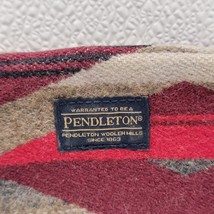 WARRANTED TO BE A
PENDLETON®
PENDLETON WOOLEN MILLS
SINCE 1863